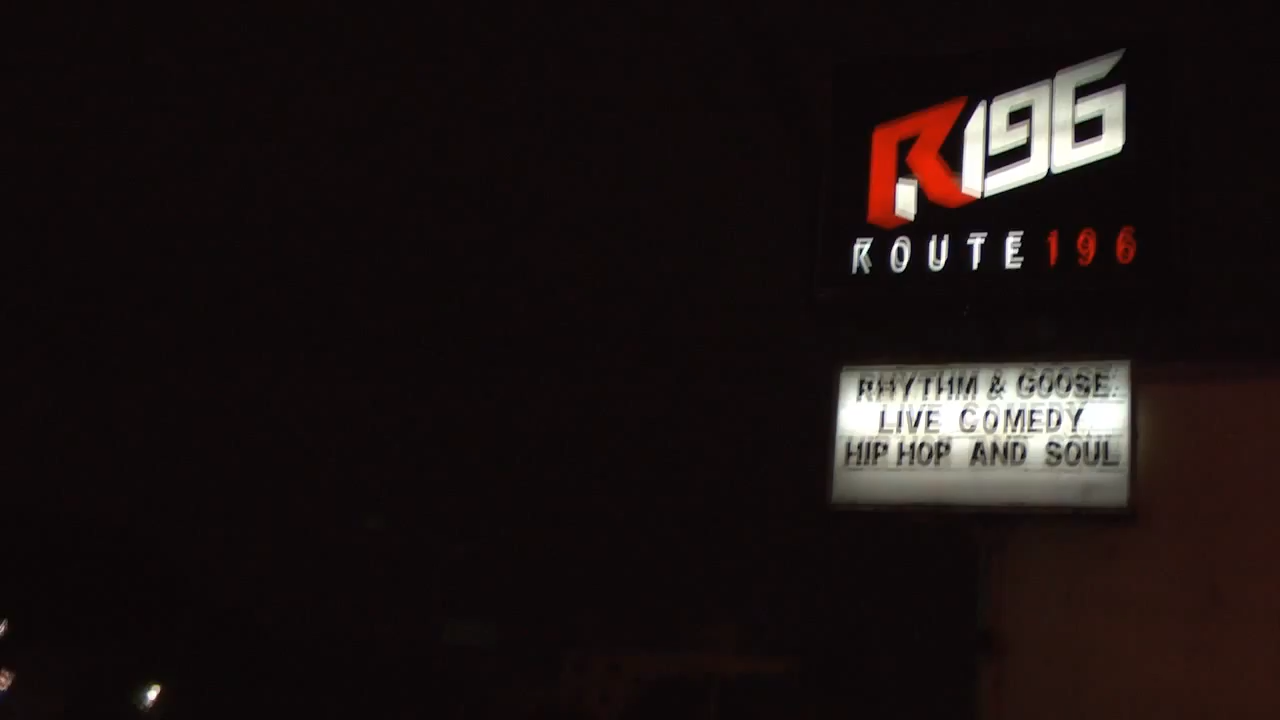 R196
ROUTE 196
RHYTHM & GOOSE
LIVE COMEDY
HIP HOP AND SOUL